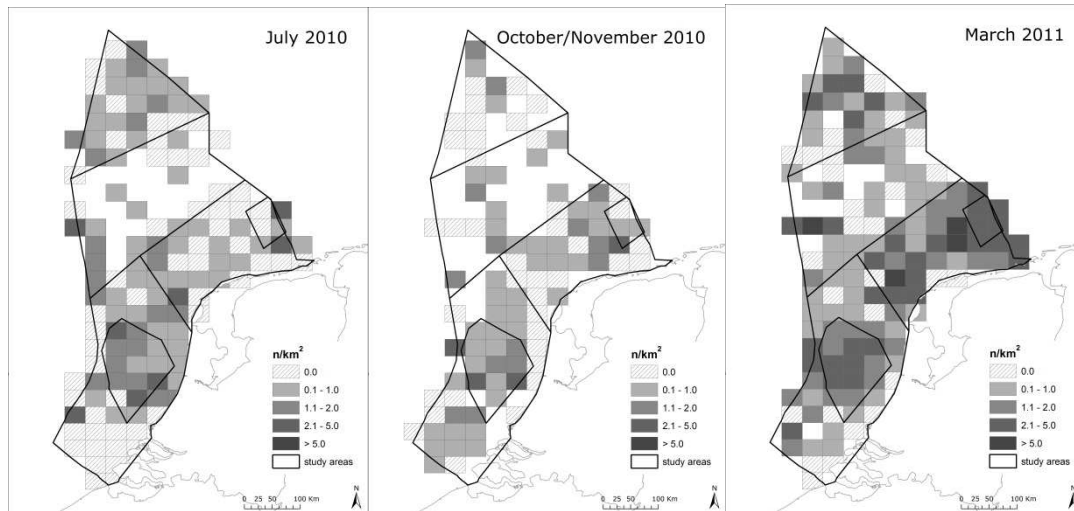 July 2010
n/km²
0.0
0.1 - 1.0
1.1 - 2.0
2.1 - 5.0
> 5.0
study areas
0 25 50 100 Km
N
October/November 2010
n/km²
0.0
0.1 - 1.0
1.1 - 2.0
2.1 - 5.0
> 5.0
study areas
0 25 50 100 Km
N
March 2011
n/km²
0.0
0.1 - 1.0
1.1 - 2.0
2.1 - 5.0
> 5.0
study areas
0 25 50 100 Km
N